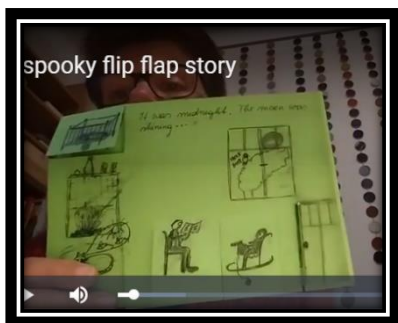 spooky flip flap story
It was midnight. The moon was
shining....